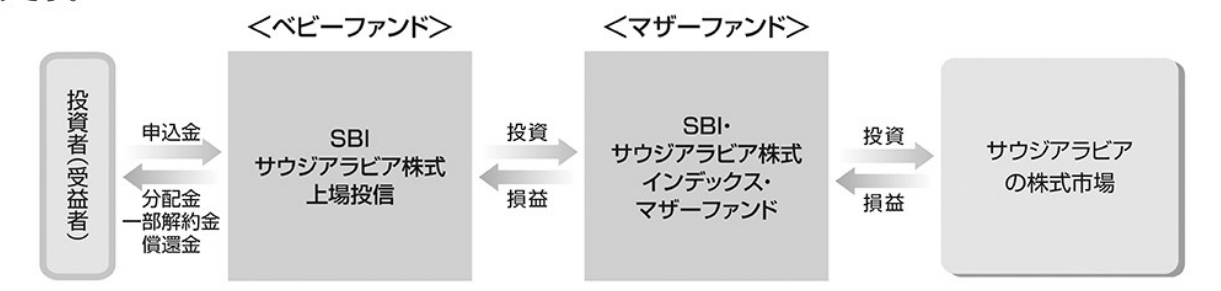 <ベビーファンド>
<マザーファンド>
投資者(受益者)
申込金
分配金
一部解約金
償還金
SBI
サウジアラビア株式
上場投信
投資
損益
SBI・
サウジアラビア株式
インデックス・
マザーファンド
投資
損益
サウジアラビア
の株式市場